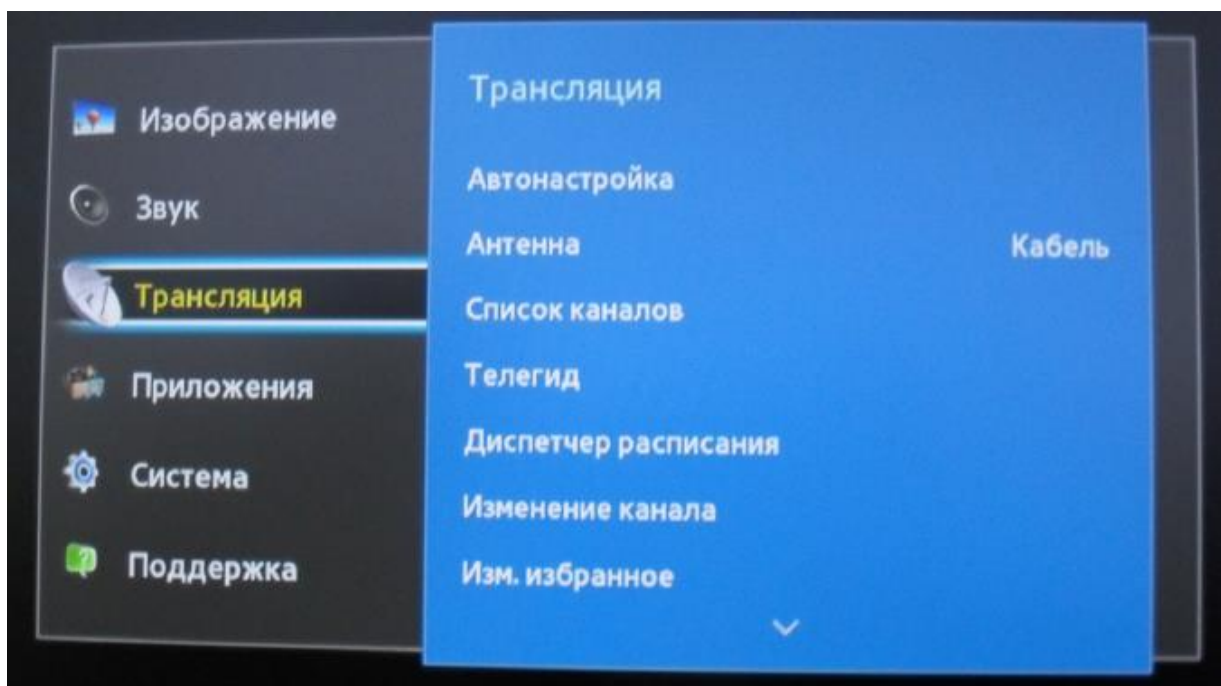 Изображение
Звук
Трансляция
Приложения
Система
Поддержка
Трансляция
Автонастройка
Антенна Кабель
Список каналов
Телегид
Диспетчер расписания
Изменение канала
Изм. избранное